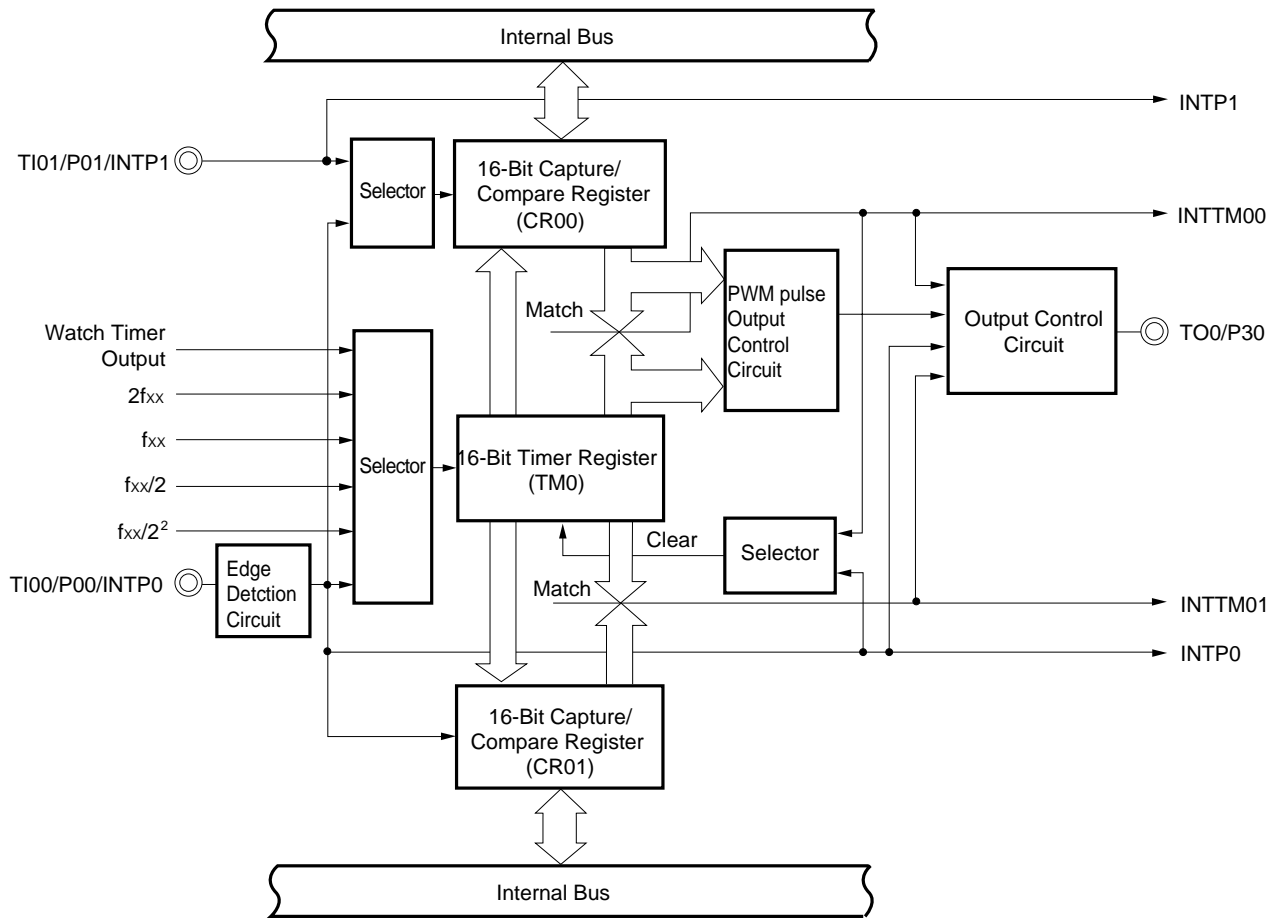 Internal Bus
INTP1
TI01/P01/INTP1
Selector
16-Bit Capture/
Compare Register
(CR00)
INTTM00
Match
PWM pulse
Output
Control
Circuit
Output Control
Circuit
TO0/P30
Watch Timer
Output
2fxx
fxx
fxx/2
fxx/2²
Selector
16-Bit Timer Register
(TM0)
Clear
Selector
TI00/P00/INTP0
Edge
Detction
Circuit
Match
INTTM01
INTP0
16-Bit Capture/
Compare Register
(CR01)
Internal Bus